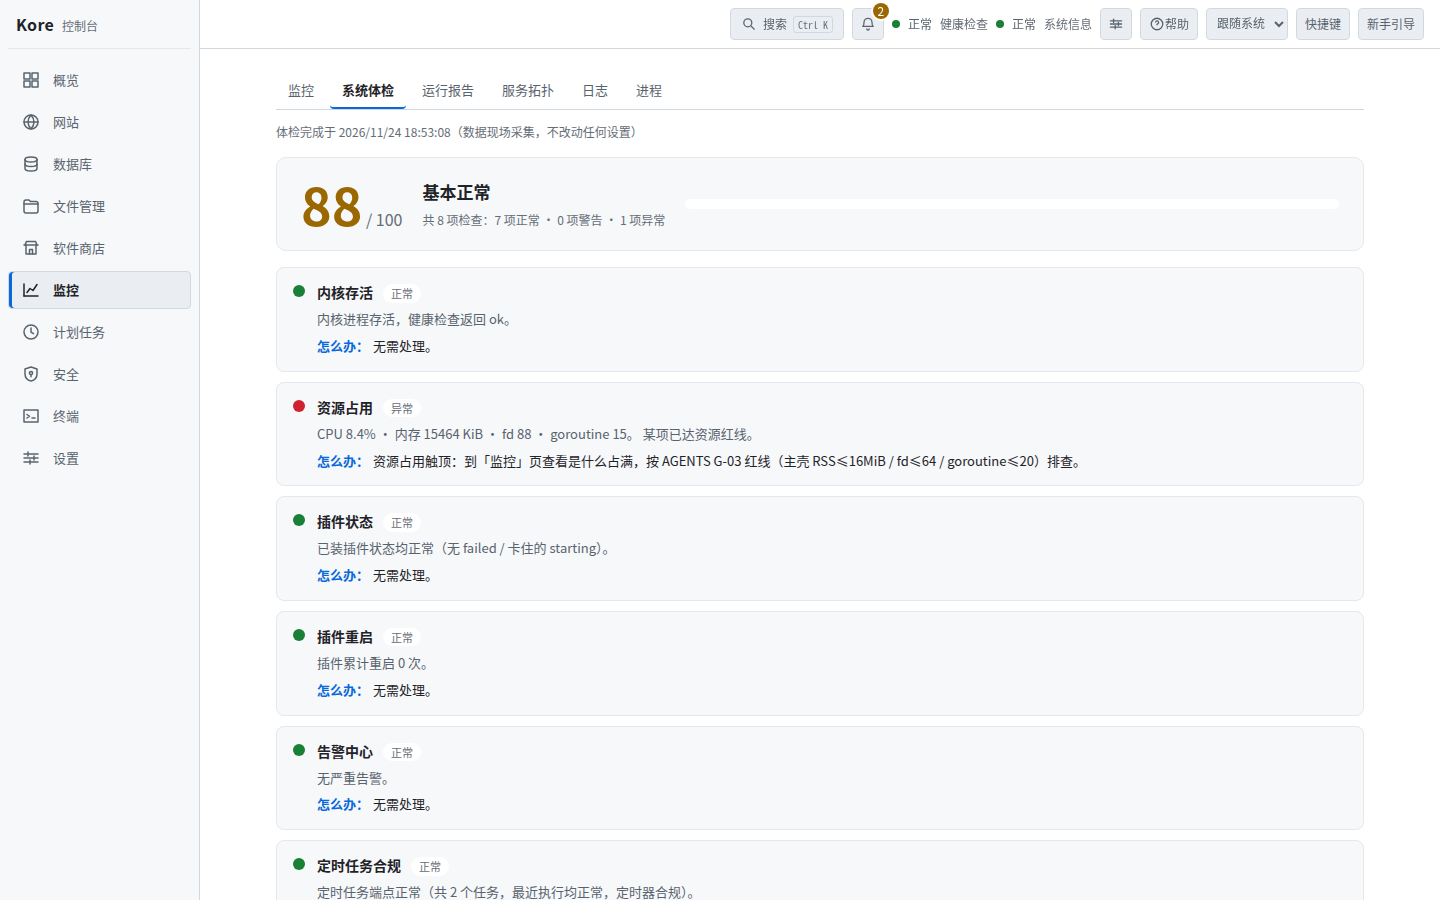 Kore 控制台
搜索 Ctrl K
2
正常 健康检查
正常 系统信息
帮助
跟随系统
快捷键
新手引导
概览
网站
数据库
文件管理
软件商店
监控
计划任务
安全
终端
设置
监控 系统体检 运行报告 服务拓扑 日志 进程
体检完成于 2026/11/24 18:53:08（数据现场采集，不改动任何设置）
88 / 100
基本正常
共 8 项检查：7 项正常 · 0 项警告 · 1 项异常
内核存活 正常
内核进程存活，健康检查返回 ok。
怎么办： 无需处理。
资源占用 异常
CPU 8.4% · 内存 15464 KiB · fd 88 · goroutine 15。 某项已达资源红线。
怎么办： 资源占用触顶：到「监控」页查看是什么占满，按 AGENTS G-03 红线（主壳 RSS≤16MiB / fd≤64 / goroutine≤20）排查。
插件状态 正常
已装插件状态均正常（无 failed / 卡住的 starting）。
怎么办： 无需处理。
插件重启 正常
插件累计重启 0 次。
怎么办： 无需处理。
告警中心 正常
无严重告警。
怎么办： 无需处理。
定时任务合规 正常
定时任务端点正常（共 2 个任务，最近执行均正常，定时器合规）。